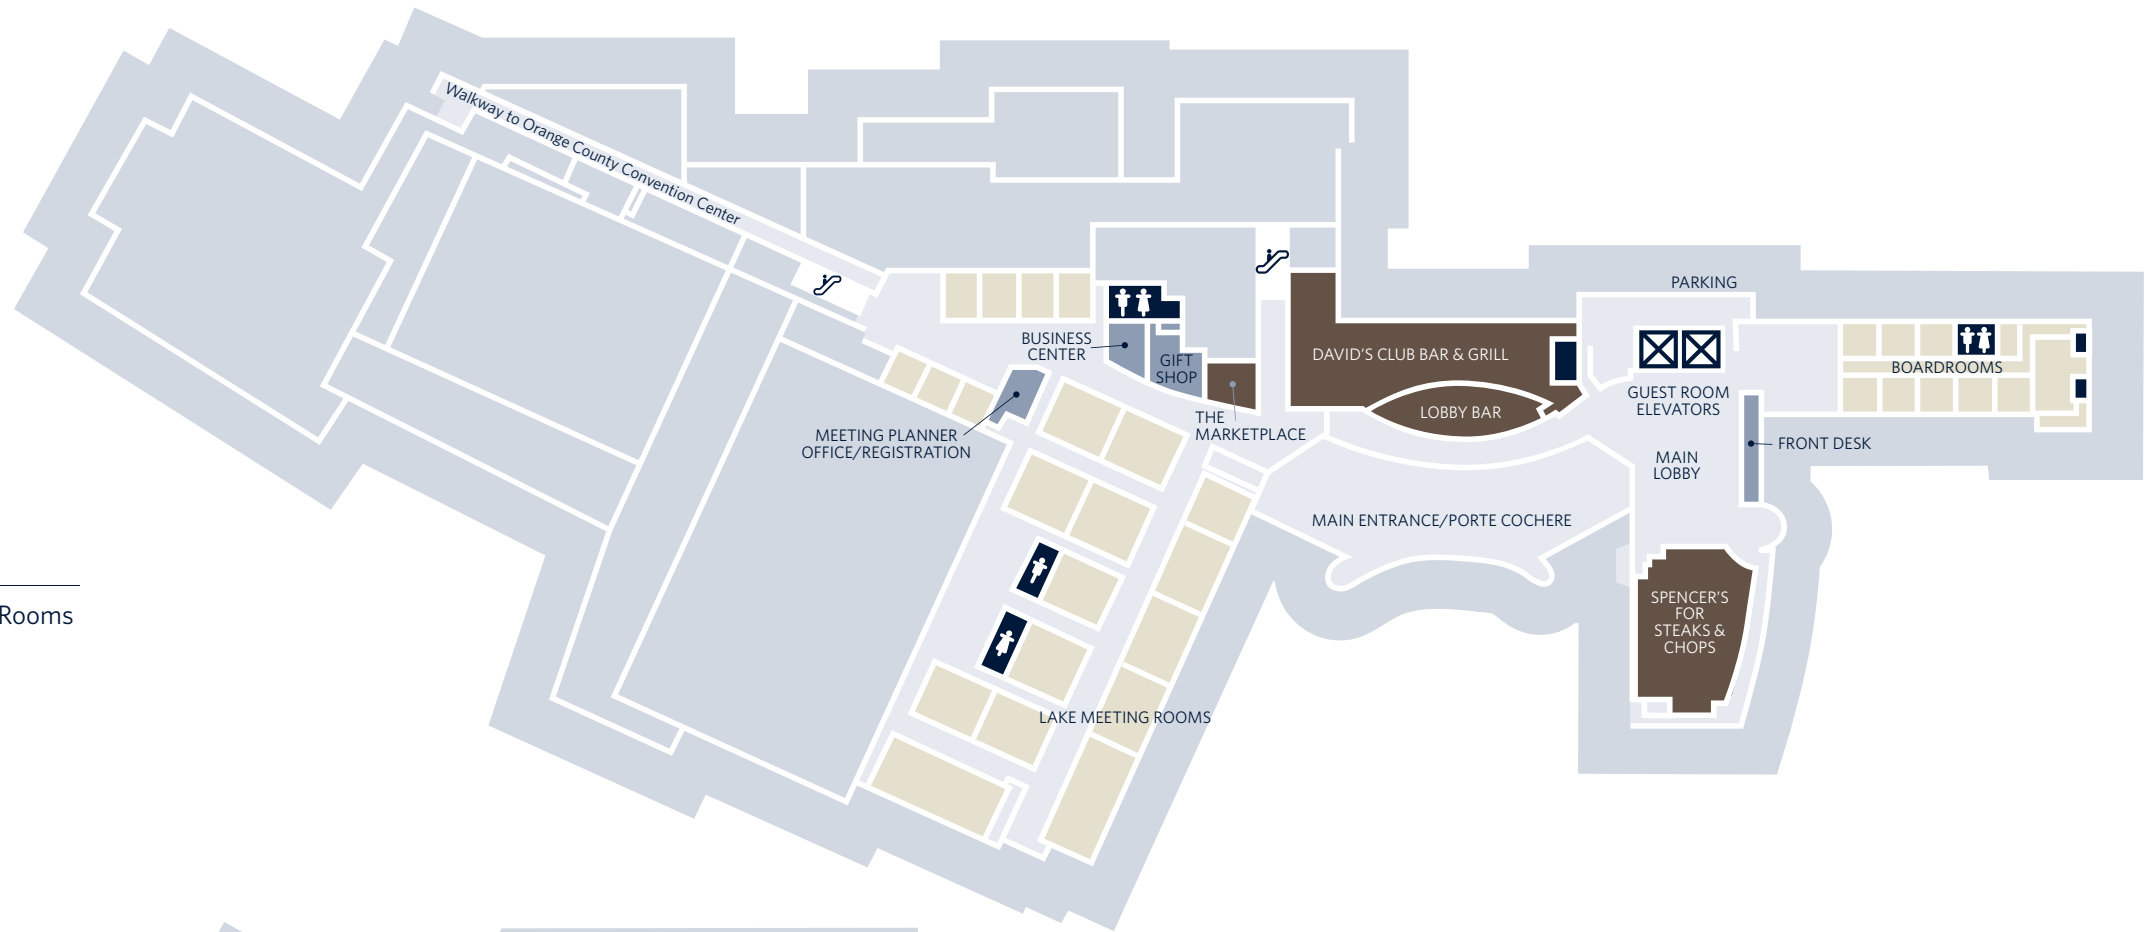 Walkway to Orange County Convention Center
PARKING
BUSINESS
CENTER
GIFT
SHOP
DAVID'S CLUB BAR & GRILL
BOARDROOMS
GUEST ROOM
ELEVATORS
LOBBY BAR
THE
MARKETPLACE
MEETING PLANNER
OFFICE/REGISTRATION
FRONT DESK
MAIN
LOBBY
MAIN ENTRANCE/PORTE COCHERE
SPENCER'S
FOR
STEAKS &
CHOPS
Rooms
LAKE MEETING ROOMS